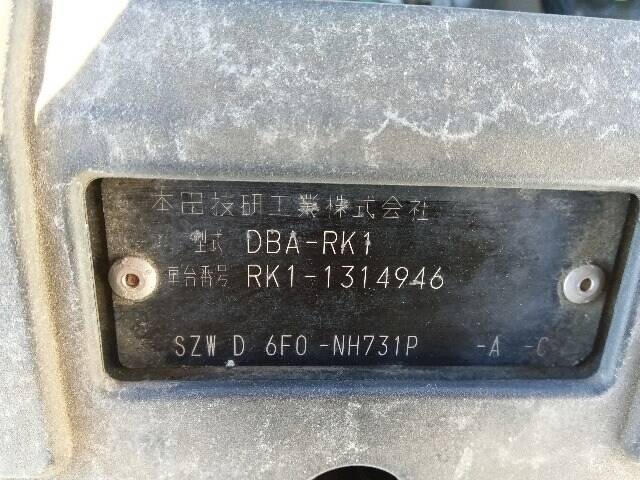 本田技研工業株式会社
型式 DBA-RK1
車台番号 RK1-1314946
SZW D 6F0 -NH731P -A -C